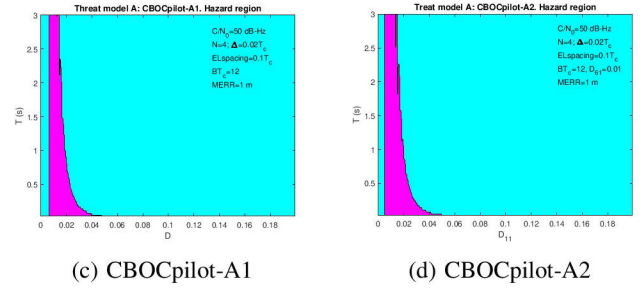 Threat model A: CBOCpilot-A1. Hazard region
3
2.5
2
1.5
1
0.5
T (s)
C/N0=50 dB-Hz
N=4; Δ=0.02Tc
ELspacing=0.1Tc
BTc=12
MERR=1 m
0.02 0.04 0.06 0.08 0.1 0.12 0.14 0.16 0.18
D
(c) CBOCpilot-A1
Threat model A: CBOCpilot-A2. Hazard region
3
2.5
2
1.5
1
0.5
T (s)
C/N0=50 dB-Hz
N=4; Δ=0.02Tc
ELspacing=0.1Tc
BTc=12, D61=0.01
MERR=1 m
0.02 0.04 0.06 0.08 0.1 0.12 0.14 0.16 0.18
D11
(d) CBOCpilot-A2